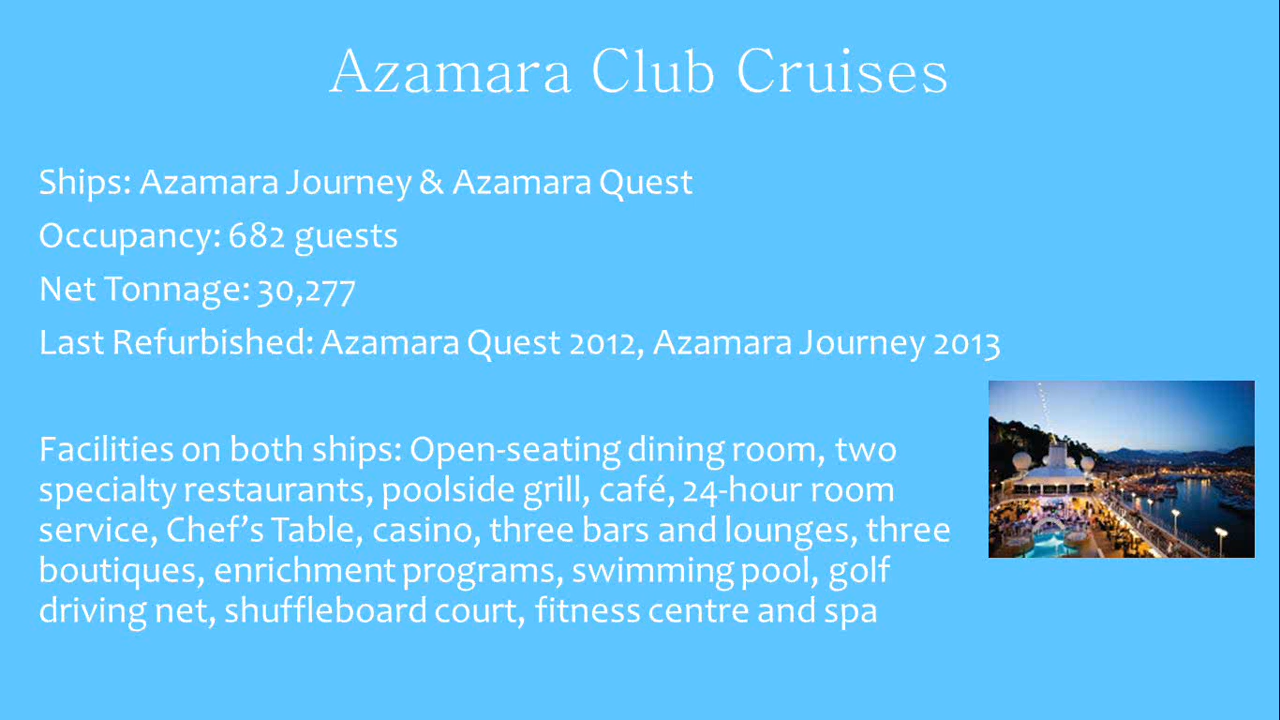 Azamara Club Cruises
Ships: Azamara Journey & Azamara Quest
Occupancy: 682 guests
Net Tonnage: 30,277
Last Refurbished: Azamara Quest 2012, Azamara Journey 2013
Facilities on both ships: Open-seating dining room, two
specialty restaurants, poolside grill, café, 24-hour room
service, Chef’s Table, casino, three bars and lounges, three
boutiques, enrichment programs, swimming pool, golf
driving net, shuffleboard court, fitness centre and spa